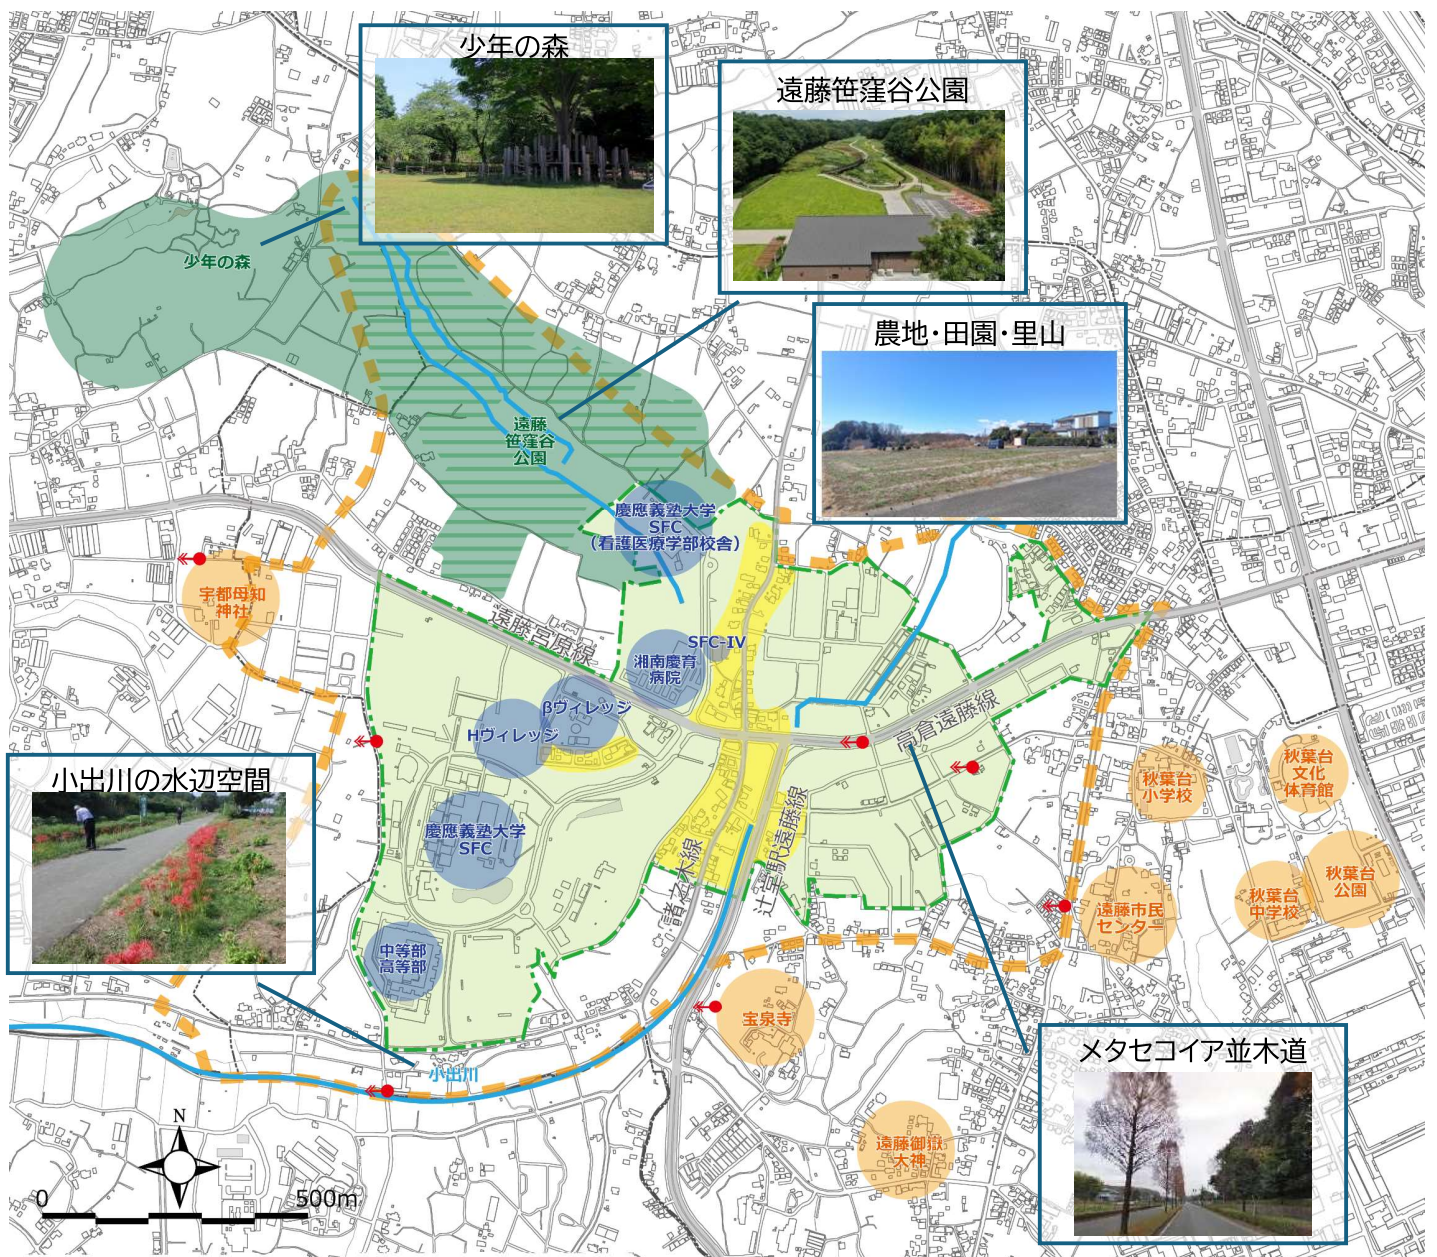 少年の森
遠藤笹窪谷公園
農地・田園・里山
少年の森
遠藤
笹窪谷
公園
慶應義塾大学
SFC
(看護医療学部校舎)
宇都母知
神社
遠藤宮原線
SFC-IV
湘南慶育
病院
βヴィレッジ
Hヴィレッジ
高倉遠藤線
小出川の水辺空間
慶應義塾大学
SFC
諸之木線
辻堂駅遠藤線
秋葉台
小学校
秋葉台
文化
体育館
秋葉台
公園
秋葉台
中学校
遠藤市民
センター
中等部
高等部
宝泉寺
小出川
メタセコイア並木道
遠藤御嶽
大神
N
0
500m